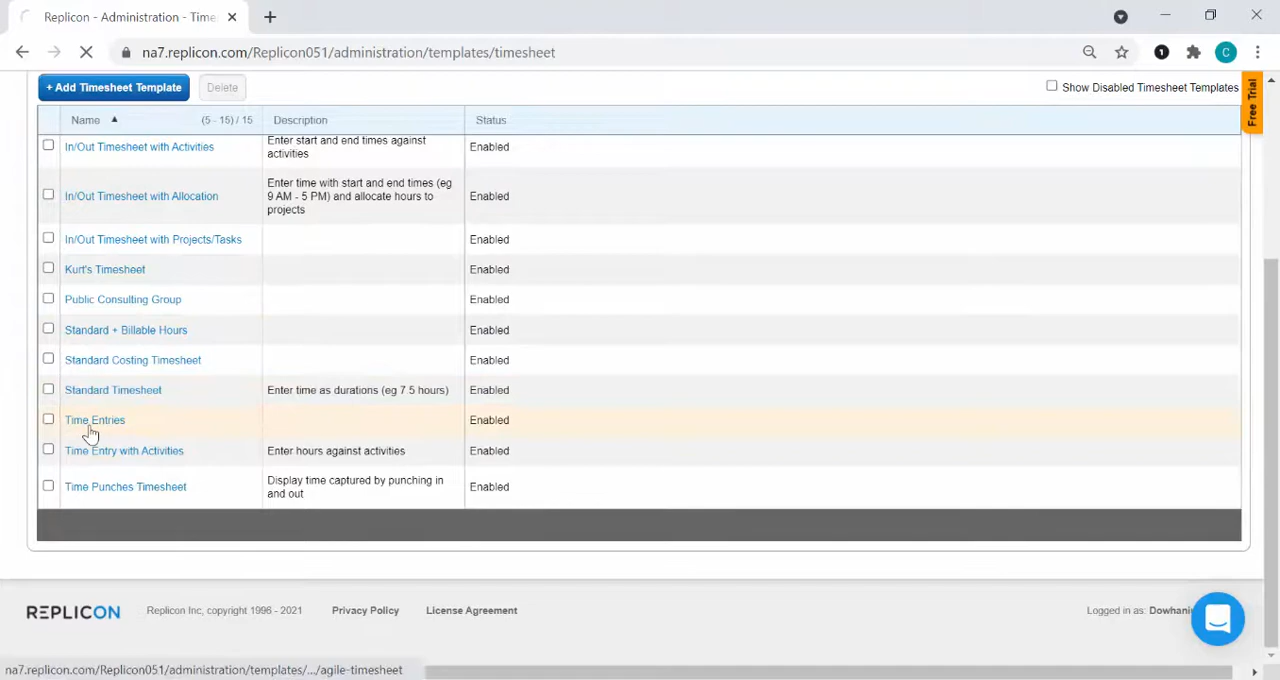 Replicon - Administration - Time
na7.replicon.com/Replicon051/administration/templates/timesheet
1
C
+ Add Timesheet Template
Delete
Show Disabled Timesheet Templates
Free Trial
Name ▲ (5 - 15) / 15 Description Status
In/Out Timesheet with Activities Enter start and end times against activities Enabled
In/Out Timesheet with Allocation Enter time with start and end times (eg 9 AM - 5 PM) and allocate hours to projects Enabled
In/Out Timesheet with Projects/Tasks Enabled
Kurt's Timesheet Enabled
Public Consulting Group Enabled
Standard + Billable Hours Enabled
Standard Costing Timesheet Enabled
Standard Timesheet Enter time as durations (eg 7.5 hours) Enabled
Time Entries Enabled
Time Entry with Activities Enter hours against activities Enabled
Time Punches Timesheet Display time captured by punching in and out Enabled
REPLICON Replicon Inc, copyright 1996 - 2021 Privacy Policy License Agreement Logged in as:
na7.replicon.com/Replicon051/administration/templates/.../agile-timesheet